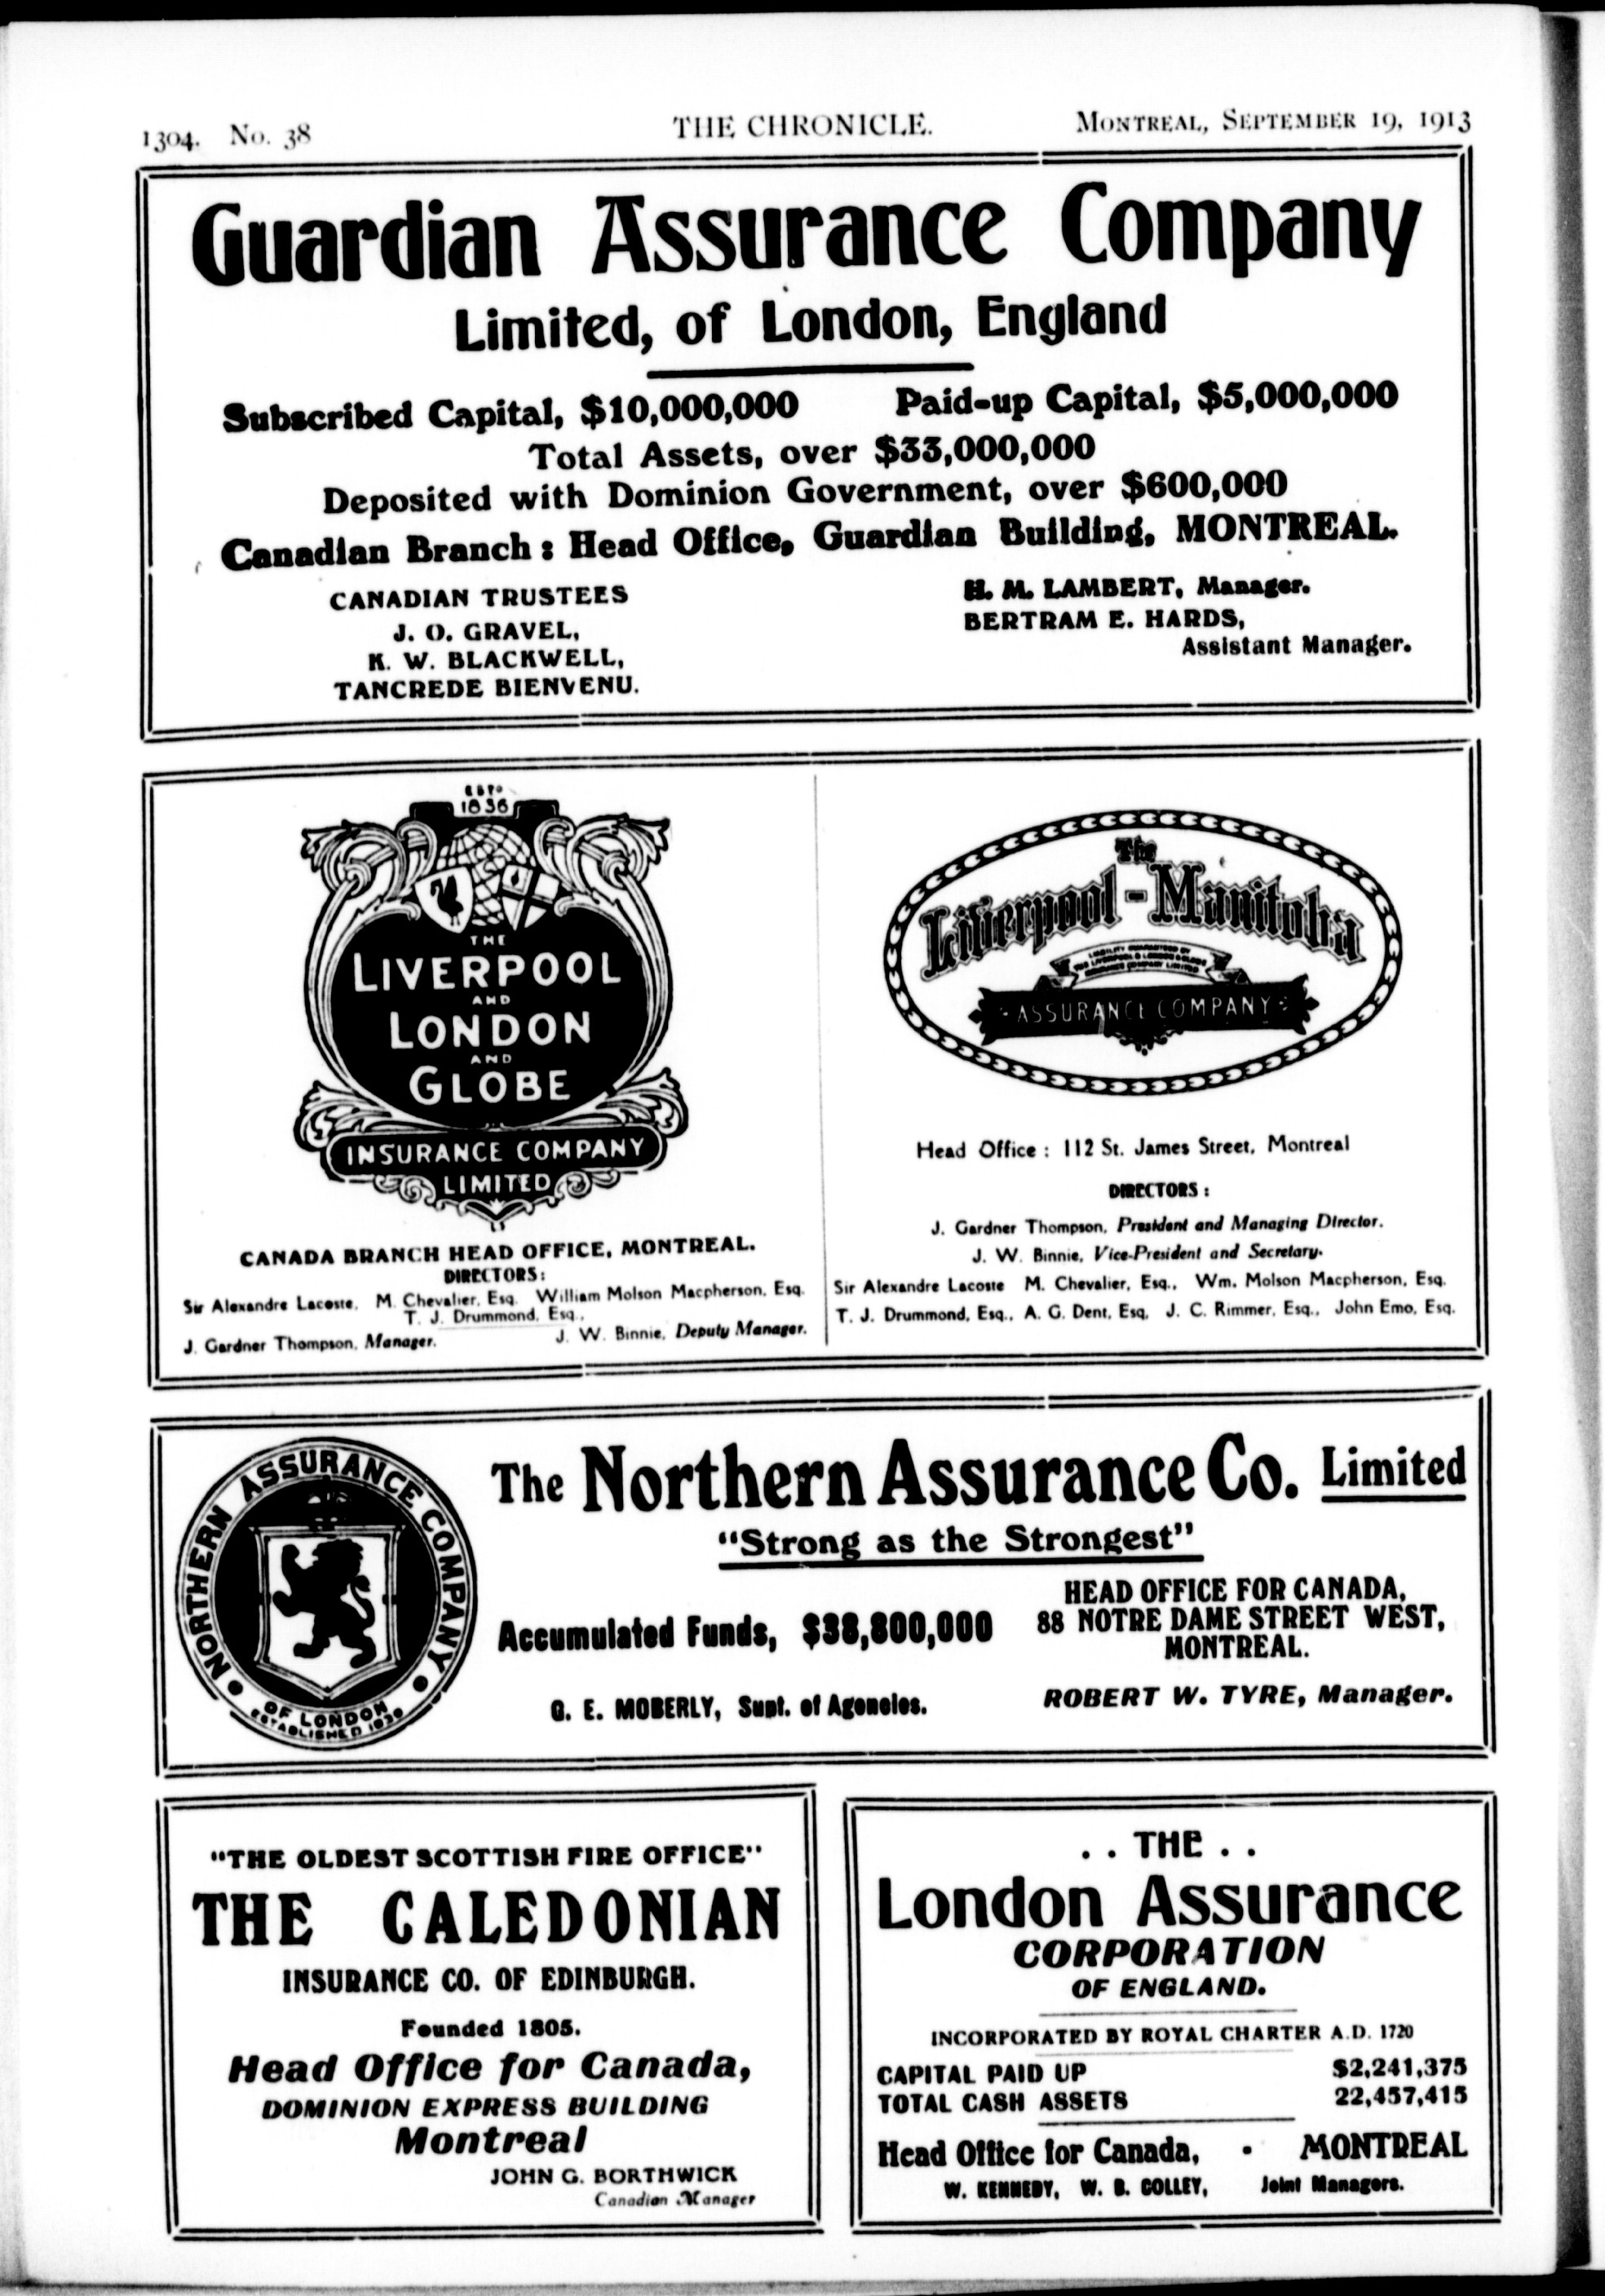 1304. No. 38 THE CHRONICLE. MONTREAL, SEPTEMBER 19, 1913
Guardian Assurance Company
Limited, of London, England
Subscribed Capital, $10,000,000 Paid-up Capital, $5,000,000
Total Assets, over $33,000,000
Deposited with Dominion Government, over $600,000
Canadian Branch: Head Office, Guardian Building, MONTREAL.
CANADIAN TRUSTEES
J. O. GRAVEL,
K. W. BLACKWELL,
TANCREDE BIENVENU.
H. M. LAMBERT, Manager.
BERTRAM E. HARDS,
Assistant Manager.
ESTD
1836
THE
LIVERPOOL
AND
LONDON
AND
GLOBE
INSURANCE COMPANY
LIMITED
CANADA BRANCH HEAD OFFICE, MONTREAL.
DIRECTORS:
Sir Alexandre Lacoste, M. Chevalier, Esq. William Molson Macpherson, Esq.
T. J. Drummond, Esq.,
J. Gardner Thompson, Manager. J. W. Binnie, Deputy Manager.
The
Liverpool-Manitoba
LIABILITY GUARANTEED BY
THE LIVERPOOL & LONDON & GLOBE
INSURANCE COMPANY LIMITED
ASSURANCE COMPANY
Head Office: 112 St. James Street, Montreal
DIRECTORS:
J. Gardner Thompson, President and Managing Director.
J. W. Binnie, Vice-President and Secretary.
Sir Alexandre Lacoste M. Chevalier, Esq., Wm. Molson Macpherson, Esq.
T. J. Drummond, Esq., A. G. Dent, Esq, J. C. Rimmer, Esq., John Emo, Esq.
NORTHERN ASSURANCE COMPANY
OF LONDON
ESTABLISHED 1836
The Northern Assurance Co. Limited
"Strong as the Strongest"
Accumulated Funds, $38,800,000
HEAD OFFICE FOR CANADA,
88 NOTRE DAME STREET WEST,
MONTREAL.
G. E. MOBERLY, Supt. of Agencies.
ROBERT W. TYRE, Manager.
"THE OLDEST SCOTTISH FIRE OFFICE"
THE CALEDONIAN
INSURANCE CO. OF EDINBURGH.
Founded 1805.
Head Office for Canada,
DOMINION EXPRESS BUILDING
Montreal
JOHN G. BORTHWICK
Canadian Manager
. . THE . .
London Assurance
CORPORATION
OF ENGLAND.
INCORPORATED BY ROYAL CHARTER A.D. 1720
CAPITAL PAID UP $2,241,375
TOTAL CASH ASSETS 22,457,415
Head Office for Canada, - MONTREAL
W. KENNEDY, W. B. COLLEY, Joint Managers.